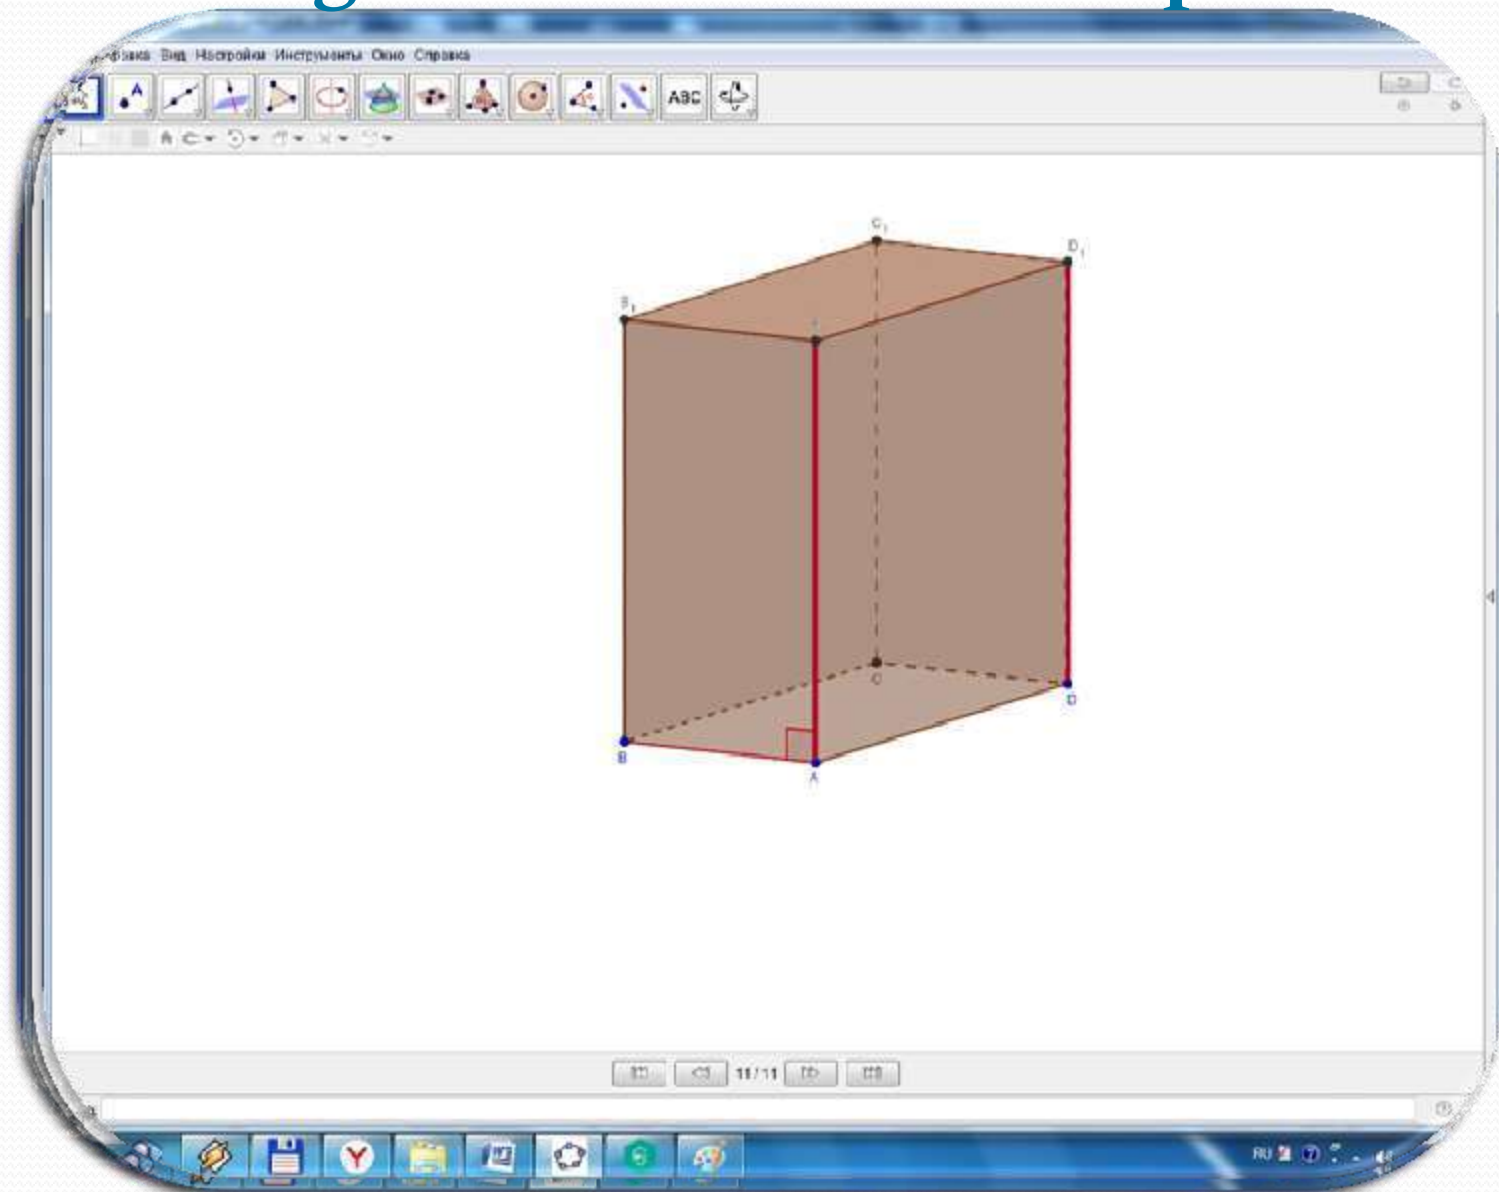 Вид Настройки Инструменты Окно Справка
A
ABC
C₁
D₁
B₁
C
D
B
A
11 / 11
RU